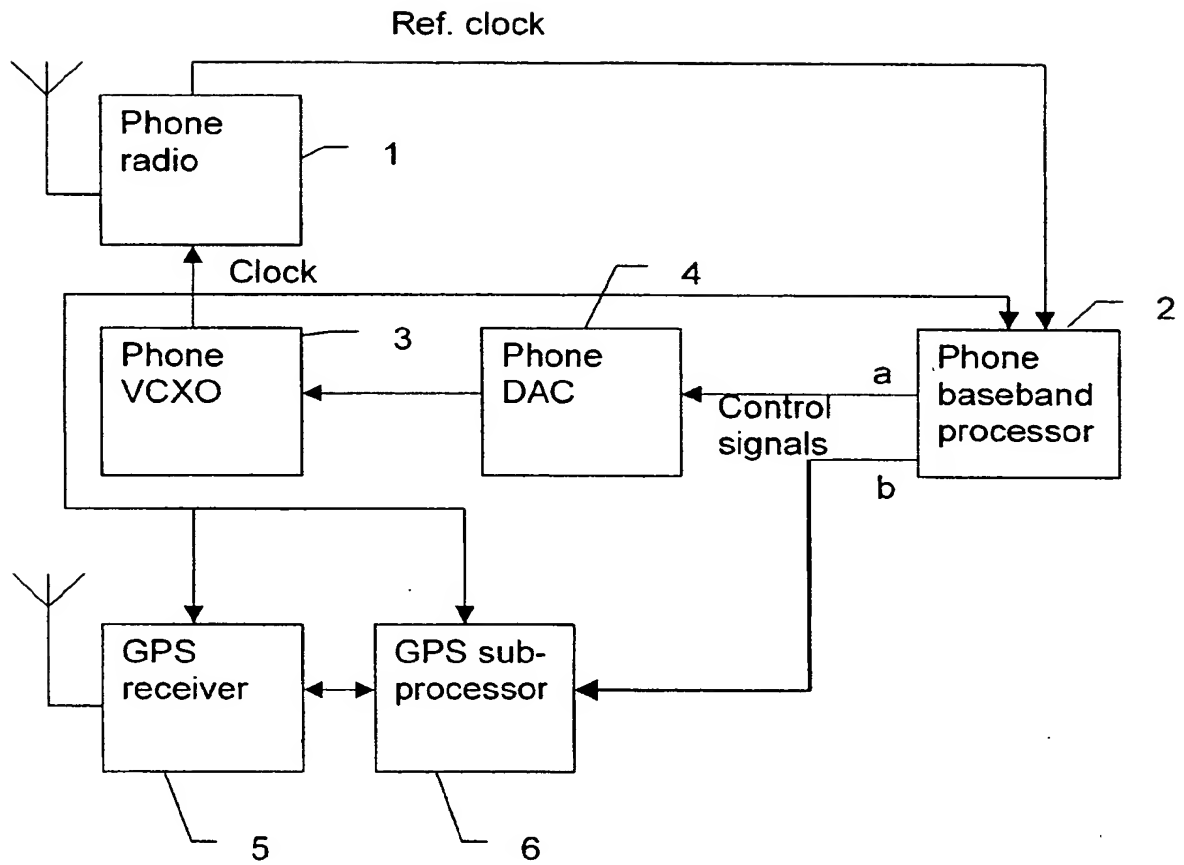 Ref. clock
Phone
radio
1
Clock
4
2
Phone
VCXO
3
Phone
DAC
a
Control
signals
b
Phone
baseband
processor
GPS
receiver
GPS sub-
processor
5
6